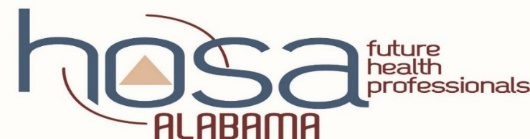 hosa
future
health
professionals
ALABAMA